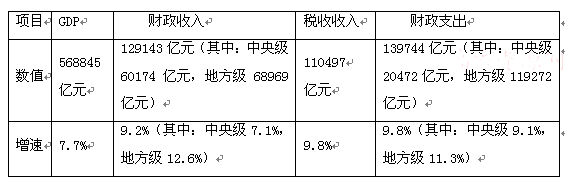 项目 GDP 财政收入 税收收入 财政支出
数值 568845亿元 129143 亿元（其中：中央级 60174 亿元，地方级 68969 亿元） 110497 亿元 139744 亿元（其中：中央级 20472 亿元，地方级 119272 亿元）
增速 7.7% 9.2%（其中：中央级 7.1%，地方级 12.6%） 9.8% 9.8%（其中：中央级 9.1%，地方级 11.3%）